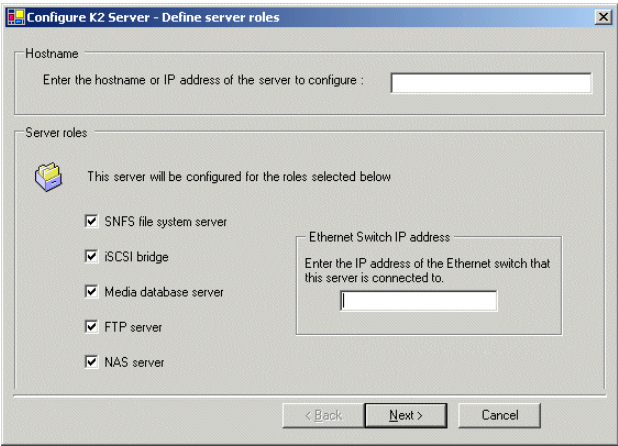 Configure K2 Server - Define server roles
Hostname
Enter the hostname or IP address of the server to configure :
Server roles
This server will be configured for the roles selected below
SNFS file system server
iSCSI bridge
Media database server
FTP server
NAS server
Ethernet Switch IP address
Enter the IP address of the Ethernet switch that
this server is connected to.
< Back
Next >
Cancel